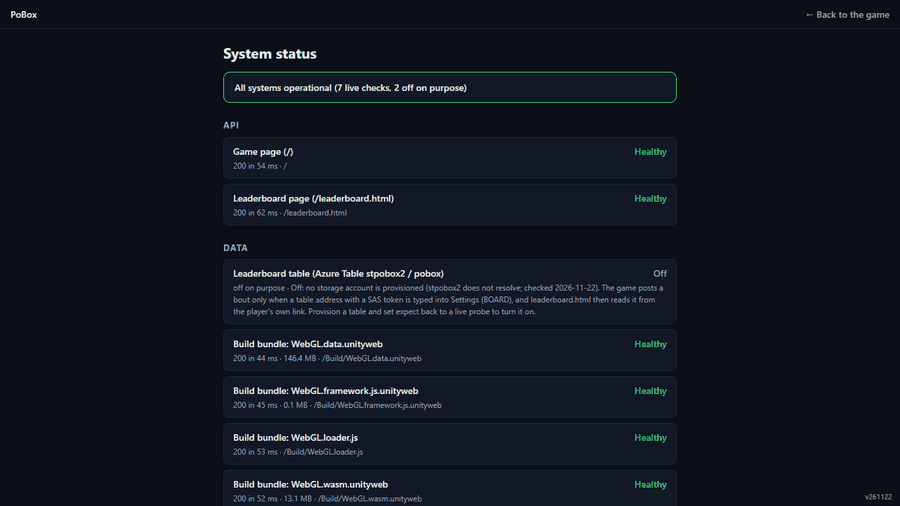 PoBox
← Back to the game
System status
All systems operational (7 live checks, 2 off on purpose)
API
Game page (/)
Healthy
200 in 54 ms · /
Leaderboard page (/leaderboard.html)
Healthy
200 in 62 ms · /leaderboard.html
DATA
Leaderboard table (Azure Table stpobox2 / pobox)
Off
off on purpose · Off: no storage account is provisioned (stpobox2 does not resolve; checked 2026-11-22). The game posts a
bout only when a table address with a SAS token is typed into Settings (BOARD), and leaderboard.html then reads it from
the player's own link. Provision a table and set expect back to a live probe to turn it on.
Build bundle: WebGL.data.unityweb
Healthy
200 in 44 ms · 146.4 MB · /Build/WebGL.data.unityweb
Build bundle: WebGL.framework.js.unityweb
Healthy
200 in 45 ms · 0.1 MB · /Build/WebGL.framework.js.unityweb
Build bundle: WebGL.loader.js
Healthy
200 in 53 ms · /Build/WebGL.loader.js
Build bundle: WebGL.wasm.unityweb
Healthy
200 in 52 ms · 13.1 MB · /Build/WebGL.wasm.unityweb
v261122